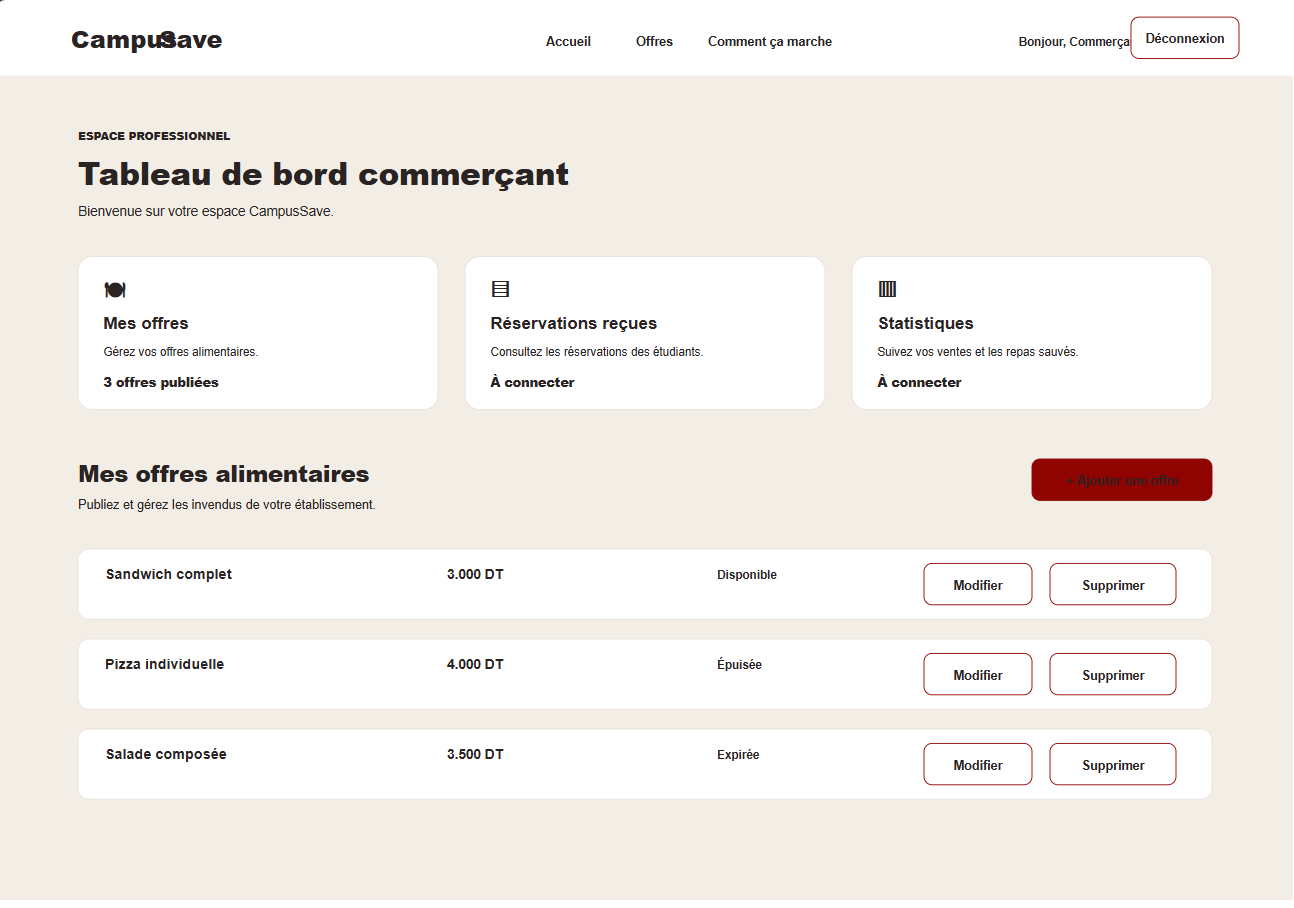 CampusSave
Accueil Offres Comment ça marche
Bonjour, Commerça
Déconnexion
ESPACE PROFESSIONNEL
Tableau de bord commerçant
Bienvenue sur votre espace CampusSave.
Mes offres
Gérez vos offres alimentaires.
3 offres publiées
Réservations reçues
Consultez les réservations des étudiants.
À connecter
Statistiques
Suivez vos ventes et les repas sauvés.
À connecter
Mes offres alimentaires
Publiez et gérez les invendus de votre établissement.
+ Ajouter une offre
Sandwich complet 3.000 DT Disponible Modifier Supprimer
Pizza individuelle 4.000 DT Épuisée Modifier Supprimer
Salade composée 3.500 DT Expirée Modifier Supprimer